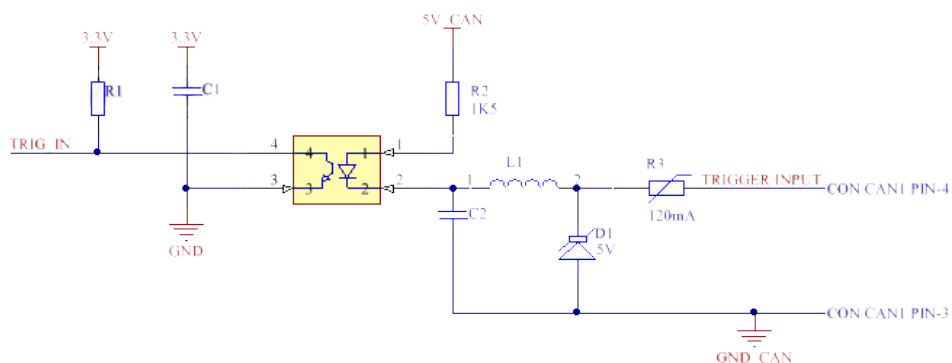 5V_CAN
3.3V
3.3V
R1
C1
R2
1K5
TRIG_IN
4
4
1
1
3
3
2
2
1
L1
2
R3
TRIGGER INPUT
CON CAN1 PIN-4
120mA
C2
D1
5V
GND
CON CAN1 PIN-3
GND_CAN